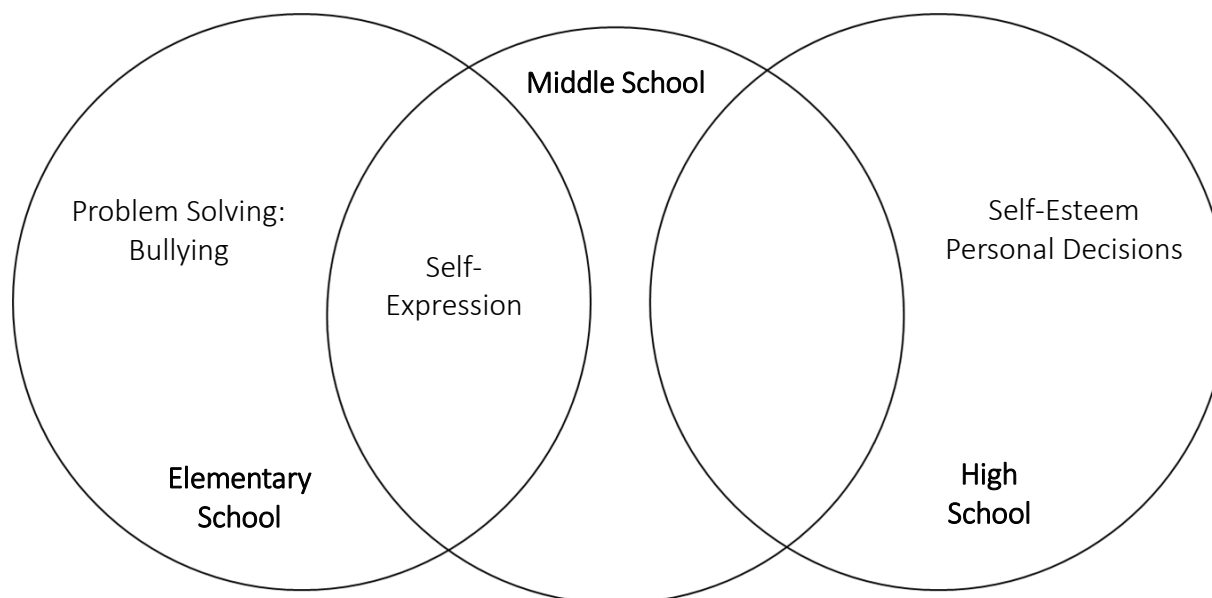 Middle School
Problem Solving:
Bullying
Self-
Expression
Self-Esteem
Personal Decisions
Elementary
School
High
School